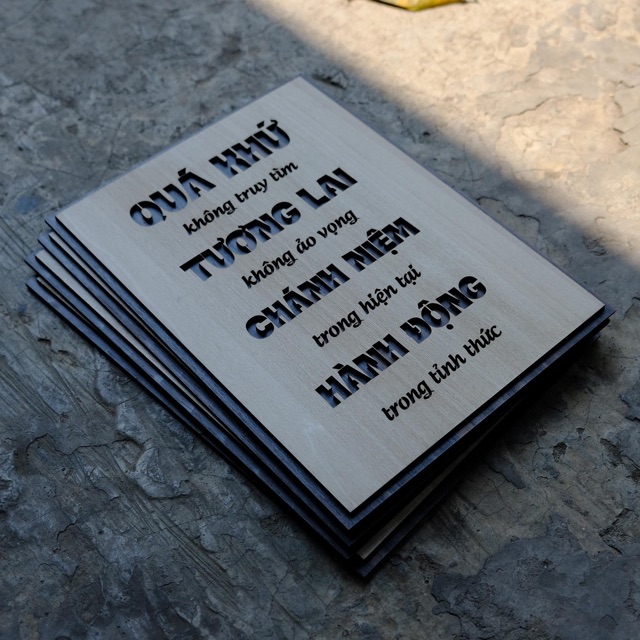 QUÁ KHỨ
không truy tìm
TƯƠNG LAI
không ảo vọng
CHÁNH NIỆM
trong hiện tại
HÀNH ĐỘNG
trong tỉnh thức